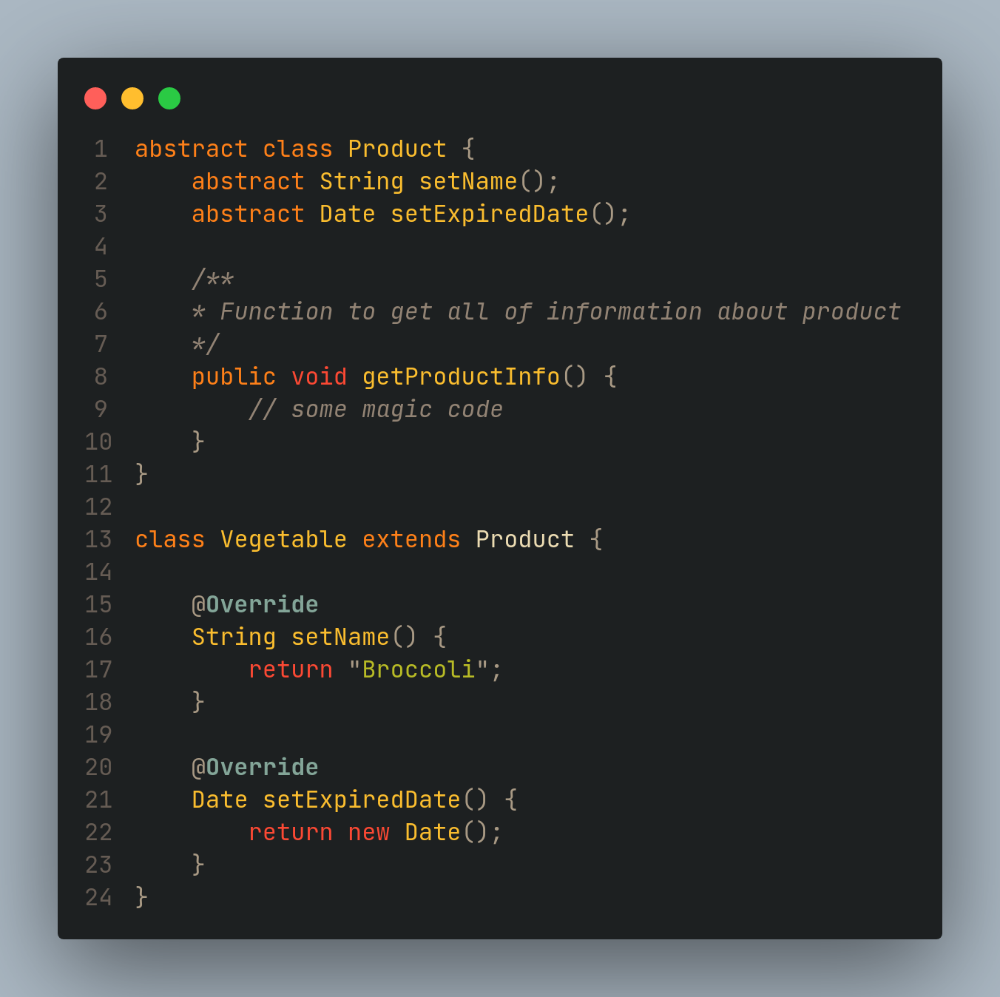 1 abstract class Product {
2     abstract String setName();
3     abstract Date setExpiredDate();
4
5     /**
6     * Function to get all of information about product
7     */
8     public void getProductInfo() {
9         // some magic code
10     }
11 }
12
13 class Vegetable extends Product {
14
15     @Override
16     String setName() {
17         return "Broccoli";
18     }
19
20     @Override
21     Date setExpiredDate() {
22         return new Date();
23     }
24 }